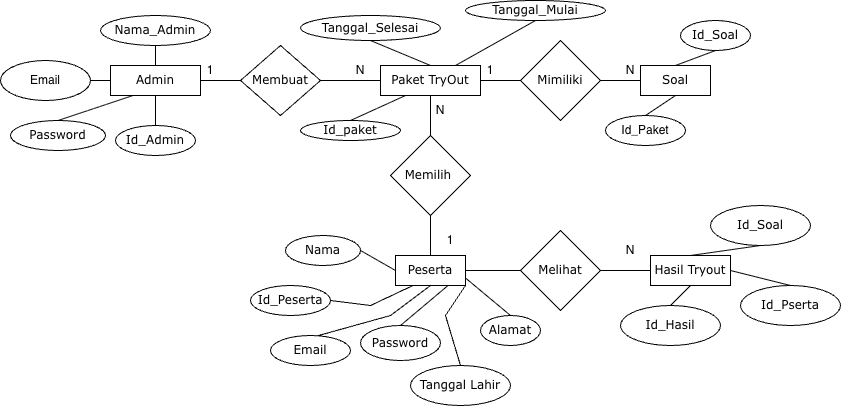 Tanggal_Mulai
Nama_Admin
Tanggal_Selesai
Id_Soal
Email
Admin
1
Membuat
N
Paket TryOut
1
Mimiliki
N
Soal
Password
Id_Admin
Id_paket
N
Id_Paket
Memilih
1
Id_Soal
Nama
N
Peserta
Melihat
Hasil Tryout
Id_Peserta
Id_Pserta
Alamat
Id_Hasil
Email
Password
Tanggal Lahir